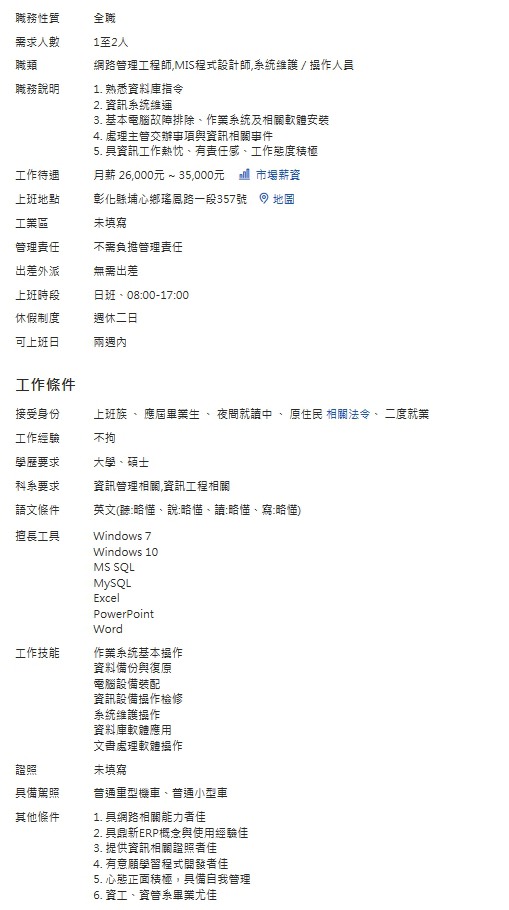 職務性質 全職
需求人數 1至2人
職類 網路管理工程師,MIS程式設計師,系統維護／操作人員
職務說明 1. 熟悉資料庫指令
2. 資訊系統維運
3. 基本電腦故障排除、作業系統及相關軟體安裝
4. 處理主管交辦事項與資訊相關事件
5. 具資訊工作熱忱、有責任感、工作態度積極
工作待遇 月薪 26,000元 ~ 35,000元 市場薪資
上班地點 彰化縣埔心鄉瑤鳳路一段357號 地圖
工業區 未填寫
管理責任 不需負擔管理責任
出差外派 無需出差
上班時段 日班、08:00-17:00
休假制度 週休二日
可上班日 兩週內
工作條件
接受身份 上班族 、 應屆畢業生 、 夜間就讀中 、 原住民 相關法令、 二度就業
工作經驗 不拘
學歷要求 大學、碩士
科系要求 資訊管理相關,資訊工程相關
語文條件 英文(聽:略懂、說:略懂、讀:略懂、寫:略懂)
擅長工具 Windows 7
Windows 10
MS SQL
MySQL
Excel
PowerPoint
Word
工作技能 作業系統基本操作
資料備份與復原
電腦設備裝配
資訊設備操作檢修
系統維護操作
資料庫軟體應用
文書處理軟體操作
證照 未填寫
具備駕照 普通重型機車、普通小型車
其他條件 1. 具網路相關能力者佳
2. 具鼎新ERP概念與使用經驗佳
3. 提供資訊相關證照者佳
4. 有意願學習程式開發者佳
5. 心態正面積極，具備自我管理
6. 資工、資管系畢業尤佳